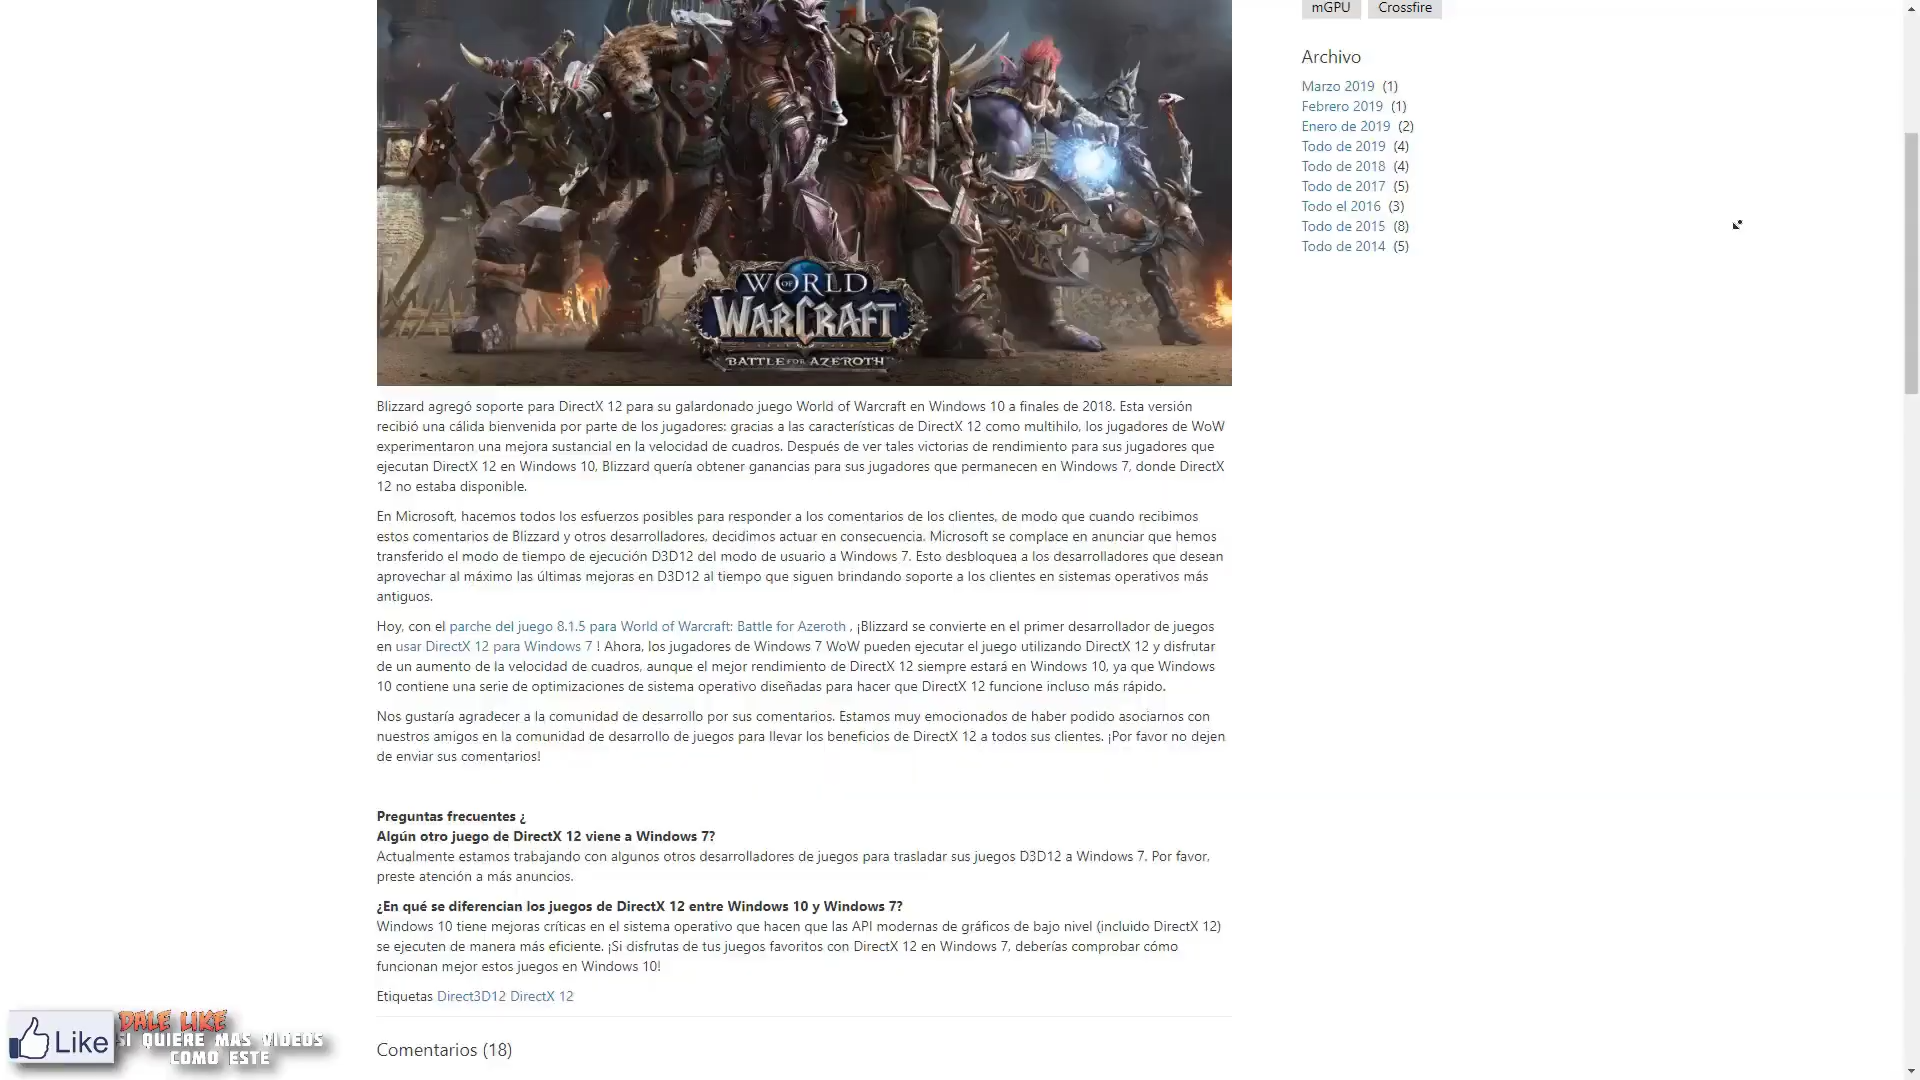 mGPU Crossfire
Archivo
Marzo 2019 (1)
Febrero 2019 (1)
Enero de 2019 (2)
Todo de 2019 (4)
Todo de 2018 (4)
Todo de 2017 (5)
Todo el 2016 (3)
Todo de 2015 (8)
Todo de 2014 (5)
WORLD
OF
WARCRAFT
BATTLE FOR AZEROTH
Blizzard agregó soporte para DirectX 12 para su galardonado juego World of Warcraft en Windows 10 a finales de 2018. Esta versión
recibió una cálida bienvenida por parte de los jugadores: gracias a las características de DirectX 12 como multihilo, los jugadores de WoW
experimentaron una mejora sustancial en la velocidad de cuadros. Después de ver tales victorias de rendimiento para sus jugadores que
ejecutan DirectX 12 en Windows 10, Blizzard quería obtener ganancias para sus jugadores que permanecen en Windows 7, donde DirectX
12 no estaba disponible.
En Microsoft, hacemos todos los esfuerzos posibles para responder a los comentarios de los clientes, de modo que cuando recibimos
estos comentarios de Blizzard y otros desarrolladores, decidimos actuar en consecuencia. Microsoft se complace en anunciar que hemos
transferido el modo de tiempo de ejecución D3D12 del modo de usuario a Windows 7. Esto desbloquea a los desarrolladores que desean
aprovechar al máximo las últimas mejoras en D3D12 al tiempo que siguen brindando soporte a los clientes en sistemas operativos más
antiguos.
Hoy, con el parche del juego 8.1.5 para World of Warcraft: Battle for Azeroth , ¡Blizzard se convierte en el primer desarrollador de juegos
en usar DirectX 12 para Windows 7 ! Ahora, los jugadores de Windows 7 WoW pueden ejecutar el juego utilizando DirectX 12 y disfrutar
de un aumento de la velocidad de cuadros, aunque el mejor rendimiento de DirectX 12 siempre estará en Windows 10, ya que Windows
10 contiene una serie de optimizaciones de sistema operativo diseñadas para hacer que DirectX 12 funcione incluso más rápido.
Nos gustaría agradecer a la comunidad de desarrollo por sus comentarios. Estamos muy emocionados de haber podido asociarnos con
nuestros amigos en la comunidad de desarrollo de juegos para llevar los beneficios de DirectX 12 a todos sus clientes. ¡Por favor no dejen
de enviar sus comentarios!
Preguntas frecuentes ¿
Algún otro juego de DirectX 12 viene a Windows 7?
Actualmente estamos trabajando con algunos otros desarrolladores de juegos para trasladar sus juegos D3D12 a Windows 7. Por favor,
preste atención a más anuncios.
¿En qué se diferencian los juegos de DirectX 12 entre Windows 10 y Windows 7?
Windows 10 tiene mejoras críticas en el sistema operativo que hacen que las API modernas de gráficos de bajo nivel (incluido DirectX 12)
se ejecuten de manera más eficiente. ¡Si disfrutas de tus juegos favoritos con DirectX 12 en Windows 7, deberías comprobar cómo
funcionan mejor estos juegos en Windows 10!
Etiquetas Direct3D12 DirectX 12
Comentarios (18)
Like
DALE LIKE
SI QUIERE MAS VIDEOS
COMO ESTE